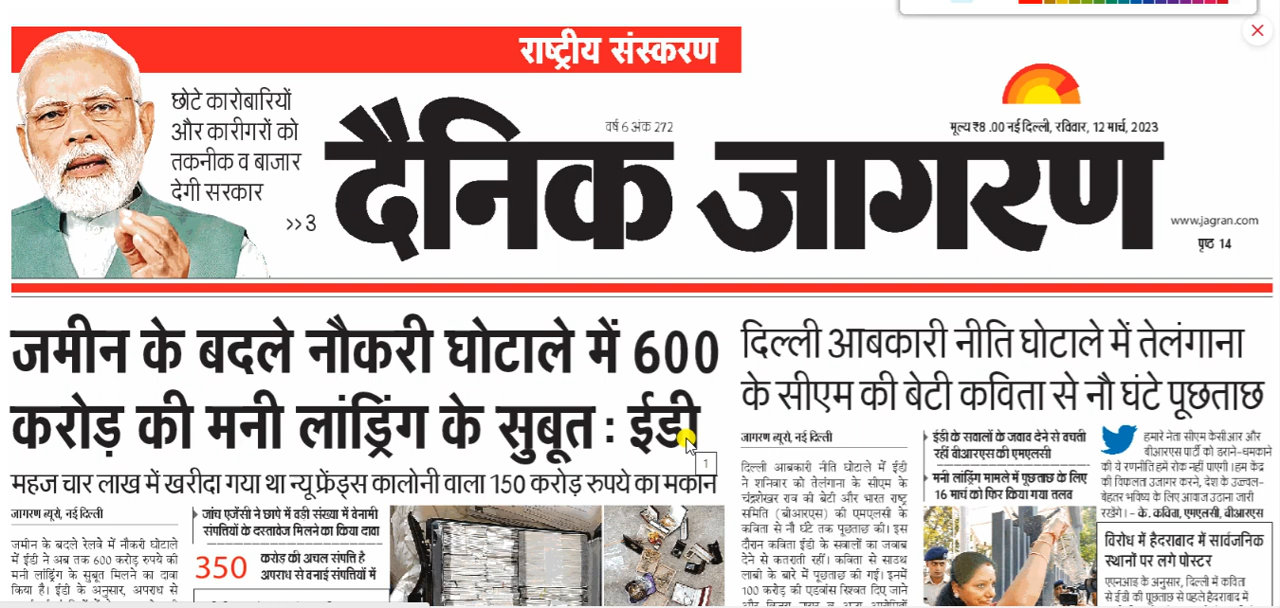 राष्ट्रीय संस्करण
छोटे कारोबारियों
और कारीगरों को
तकनीक व बाजार
देगी सरकार
>>3
वर्ष 6 अंक 272
मूल्य ₹8.00 नई दिल्ली, रविवार, 12 मार्च, 2023
दैनिक जागरण
www.jagran.com
पृष्ठ 14
जमीन के बदले नौकरी घोटाले में 600
करोड़ की मनी लांड्रिंग के सुबूत : ईडी
1
महज चार लाख में खरीदा गया था न्यू फ्रेंड्स कालोनी वाला 150 करोड़ रुपये का मकान
जागरण ब्यूरो, नई दिल्ली
जमीन के बदले रेलवे में नौकरी घोटाले
में ईडी ने अब तक 600 करोड़ रुपये की
मनी लांड्रिंग के सुबूत मिलने का दावा
किया है। ईडी के अनुसार, अपराध से
जांच एजेंसी ने छापे में बड़ी संख्या में बेनामी
संपत्तियों के दस्तावेज मिलने का किया दावा
350 करोड़ की अचल संपत्ति है
अपराध से बनाई संपत्तियों में
दिल्ली आबकारी नीति घोटाले में तेलंगाना
के सीएम की बेटी कविता से नौ घंटे पूछताछ
जागरण ब्यूरो, नई दिल्ली
दिल्ली आबकारी नीति घोटाले में ईडी
ने शनिवार को तेलंगाना के सीएम के
चंद्रशेखर राव की बेटी और भारत राष्ट्र
समिति (बीआरएस) की एमएलसी के
कविता से नौ घंटे तक पूछताछ की। इस
दौरान कविता ईडी के सवालों का जवाब
देने से कतराती रहीं। कविता से साउथ
लाबी के बारे में पूछताछ की गई। इनमें
100 करोड़ की एडवांस रिश्वत दिए जाने
ईडी के सवालों के जवाब देने से बचती
रहीं बीआरएस की एमएलसी
मनी लांड्रिंग मामले में पूछताछ के लिए
16 मार्च को फिर किया गया तलब
हमारे नेता सीएम केसीआर और
बीआरएस पार्टी को डराने-धमकाने
की ये रणनीति हमें रोक नहीं पाएगी। हम केंद्र
की विफलता उजागर करने, देश के उज्ज्वल-
बेहतर भविष्य के लिए आवाज उठाना जारी
रखेंगे। - के. कविता, एमएलसी, बीआरएस
विरोध में हैदराबाद में सार्वजनिक
स्थानों पर लगे पोस्टर
एएनआइ के अनुसार, दिल्ली में कविता
से ईडी की पूछताछ से पहले हैदराबाद में